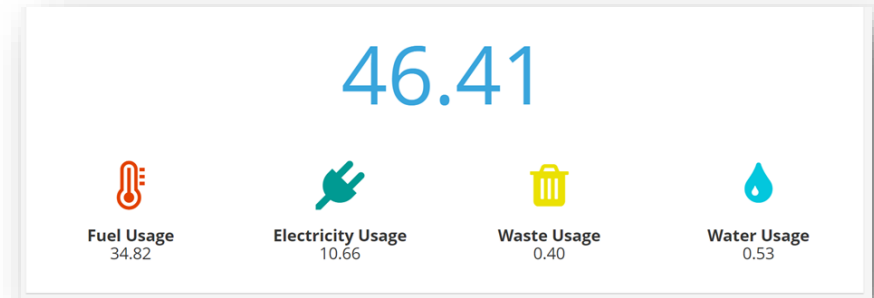 46.41
Fuel Usage
34.82
Electricity Usage
10.66
Waste Usage
0.40
Water Usage
0.53